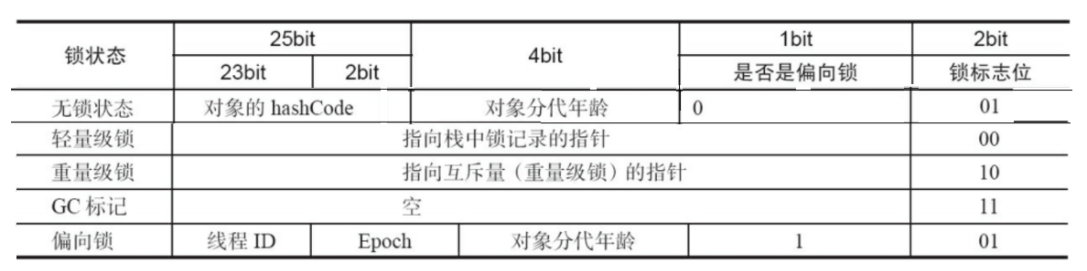 锁状态 25bit 4bit 1bit 2bit
23bit 2bit 是否是偏向锁 锁标志位
无锁状态 对象的 hashCode 对象分代年龄 0 01
轻量级锁 指向栈中锁记录的指针 00
重量级锁 指向互斥量（重量级锁）的指针 10
GC 标记 空 11
偏向锁 线程 ID Epoch 对象分代年龄 1 01